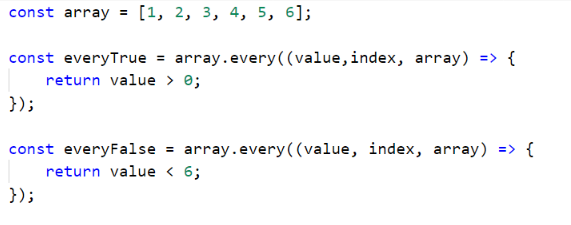 const array = [1, 2, 3, 4, 5, 6];
const everyTrue = array.every((value,index, array) => {
    return value > 0;
});
const everyFalse = array.every((value, index, array) => {
    return value < 6;
});